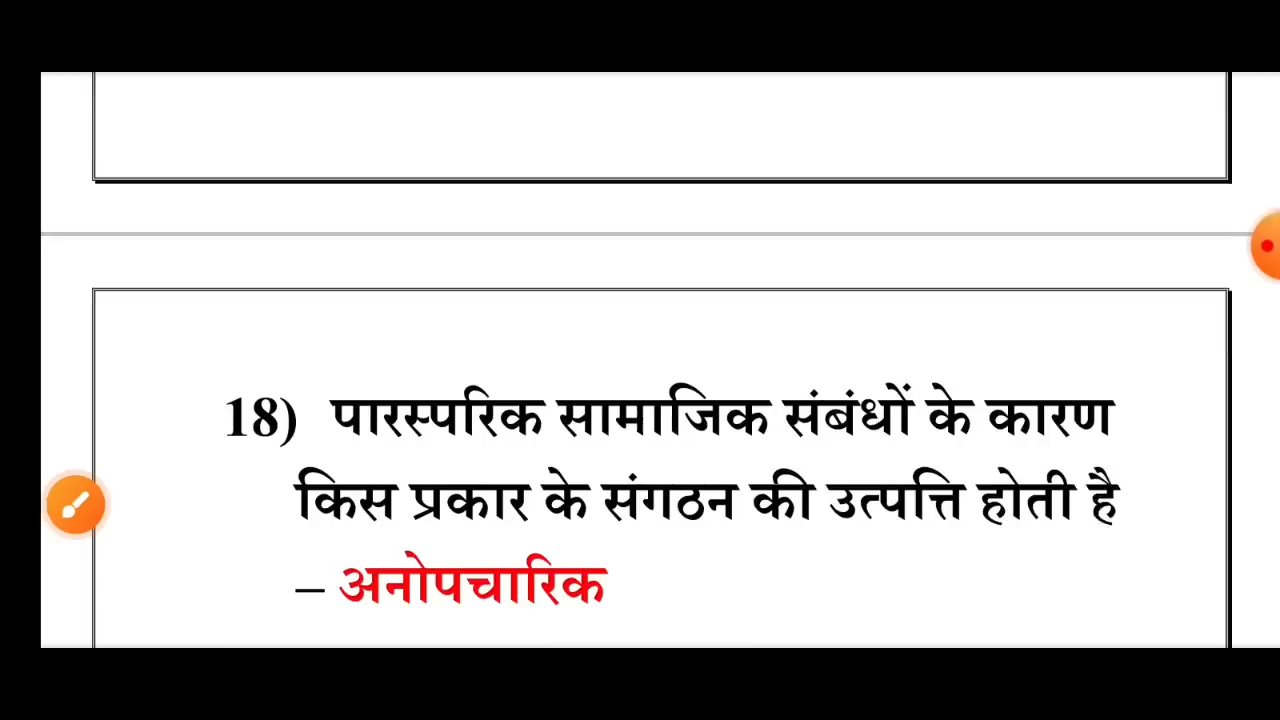 18) पारस्परिक सामाजिक संबंधों के कारण
किस प्रकार के संगठन की उत्पत्ति होती है
– अनोपचारिक